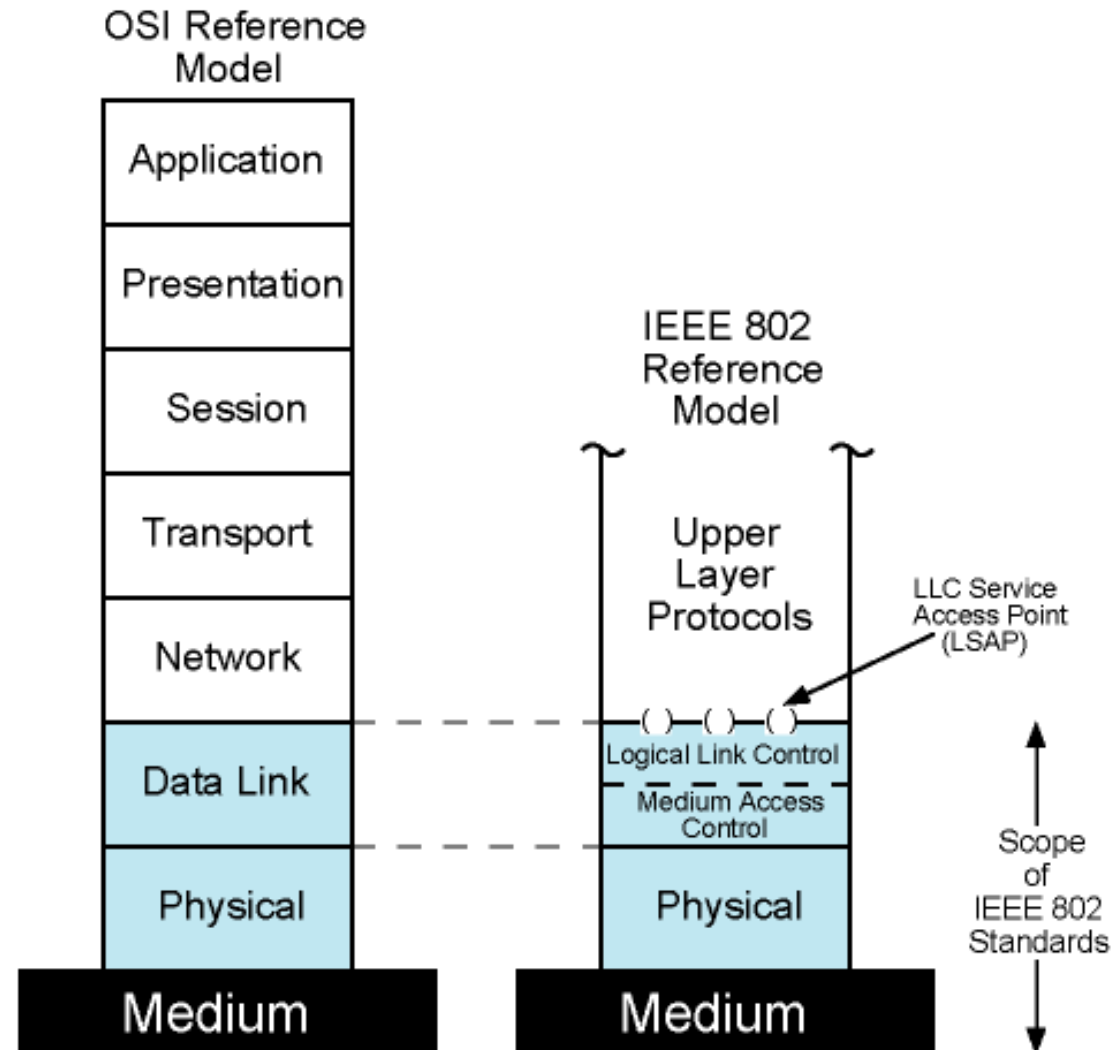 OSI Reference
Model
Application
Presentation
Session
Transport
Network
Data Link
Physical
Medium
IEEE 802
Reference
Model
Upper
Layer
Protocols
LLC Service
Access Point
(LSAP)
( ) ( ) ( )
Logical Link Control
Medium Access
Control
Physical
Medium
Scope
of
IEEE 802
Standards